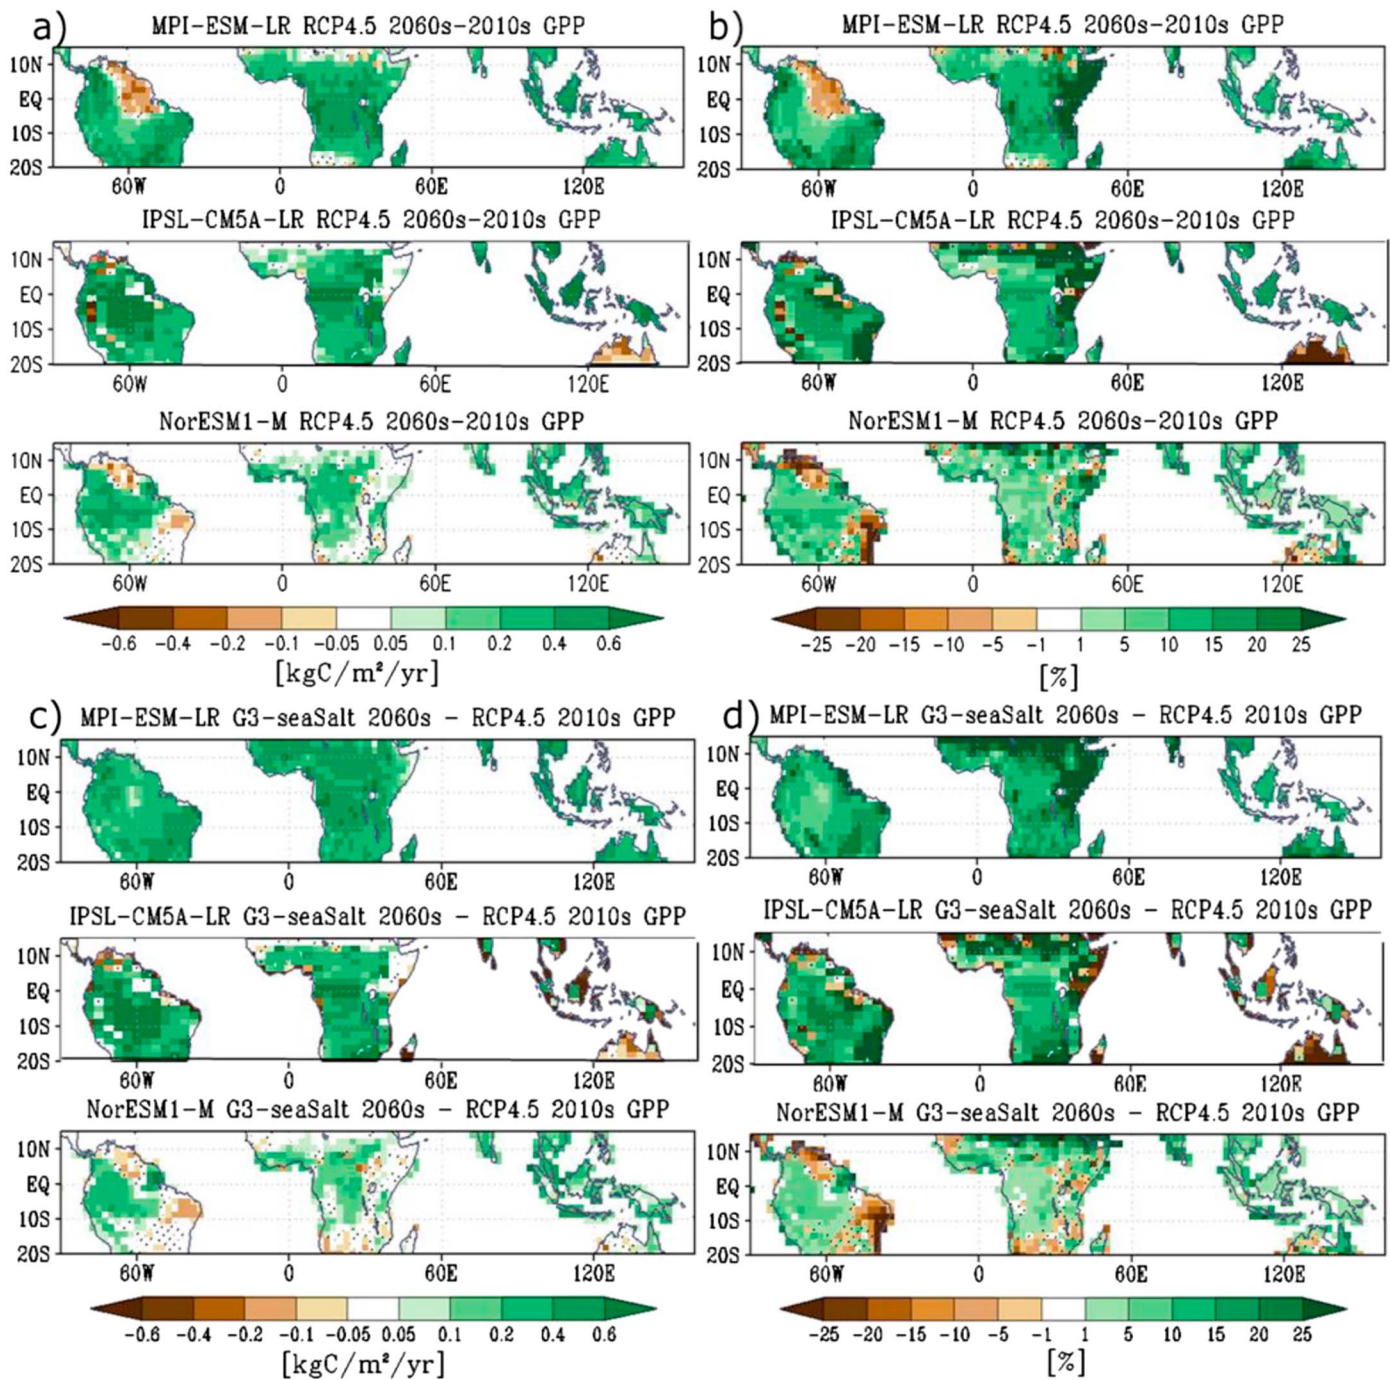 a)
MPI-ESM-LR RCP4.5 2060s-2010s GPP
10N
EQ
10S
20S
60W 0 60E 120E
IPSL-CM5A-LR RCP4.5 2060s-2010s GPP
10N
EQ
10S
20S
60W 0 60E 120E
NorESM1-M RCP4.5 2060s-2010s GPP
10N
EQ
10S
20S
60W 0 60E 120E
-0.6 -0.4 -0.2 -0.1 -0.05 0.05 0.1 0.2 0.4 0.6
[kgC/m²/yr]
b)
MPI-ESM-LR RCP4.5 2060s-2010s GPP
10N
EQ
10S
20S
60W 0 60E 120E
IPSL-CM5A-LR RCP4.5 2060s-2010s GPP
10N
EQ
10S
20S
60W 0 60E 120E
NorESM1-M RCP4.5 2060s-2010s GPP
10N
EQ
10S
20S
60W 0 60E 120E
-25 -20 -15 -10 -5 -1 1 5 10 15 20 25
[%]
c)
MPI-ESM-LR G3-seaSalt 2060s - RCP4.5 2010s GPP
10N
EQ
10S
20S
60W 0 60E 120E
IPSL-CM5A-LR G3-seaSalt 2060s - RCP4.5 2010s GPP
10N
EQ
10S
20S
60W 0 60E 120E
NorESM1-M G3-seaSalt 2060s - RCP4.5 2010s GPP
10N
EQ
10S
20S
60W 0 60E 120E
-0.6 -0.4 -0.2 -0.1 -0.05 0.05 0.1 0.2 0.4 0.6
[kgC/m²/yr]
d)
MPI-ESM-LR G3-seaSalt 2060s - RCP4.5 2010s GPP
10N
EQ
10S
20S
60W 0 60E 120E
IPSL-CM5A-LR G3-seaSalt 2060s - RCP4.5 2010s GPP
10N
EQ
10S
20S
60W 0 60E 120E
NorESM1-M G3-seaSalt 2060s - RCP4.5 2010s GPP
10N
EQ
10S
20S
60W 0 60E 120E
-25 -20 -15 -10 -5 -1 1 5 10 15 20 25
[%]